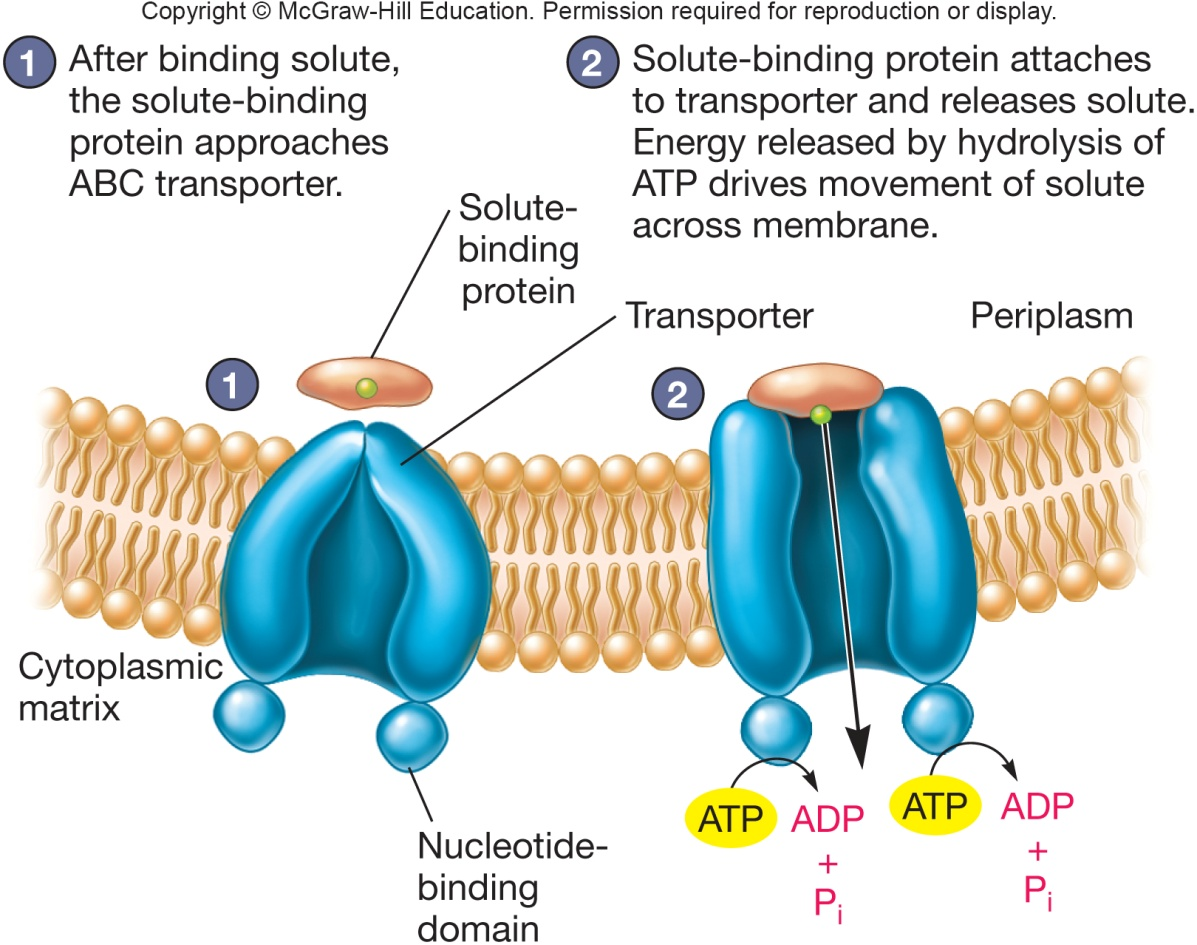 Copyright © McGraw-Hill Education. Permission required for reproduction or display.
1 After binding solute,
the solute-binding
protein approaches
ABC transporter.
2 Solute-binding protein attaches
to transporter and releases solute.
Energy released by hydrolysis of
ATP drives movement of solute
across membrane.
Solute-
binding
protein
Transporter
Periplasm
1
2
Cytoplasmic
matrix
ATP
ADP
+
Pi
ATP
ADP
+
Pi
Nucleotide-
binding
domain